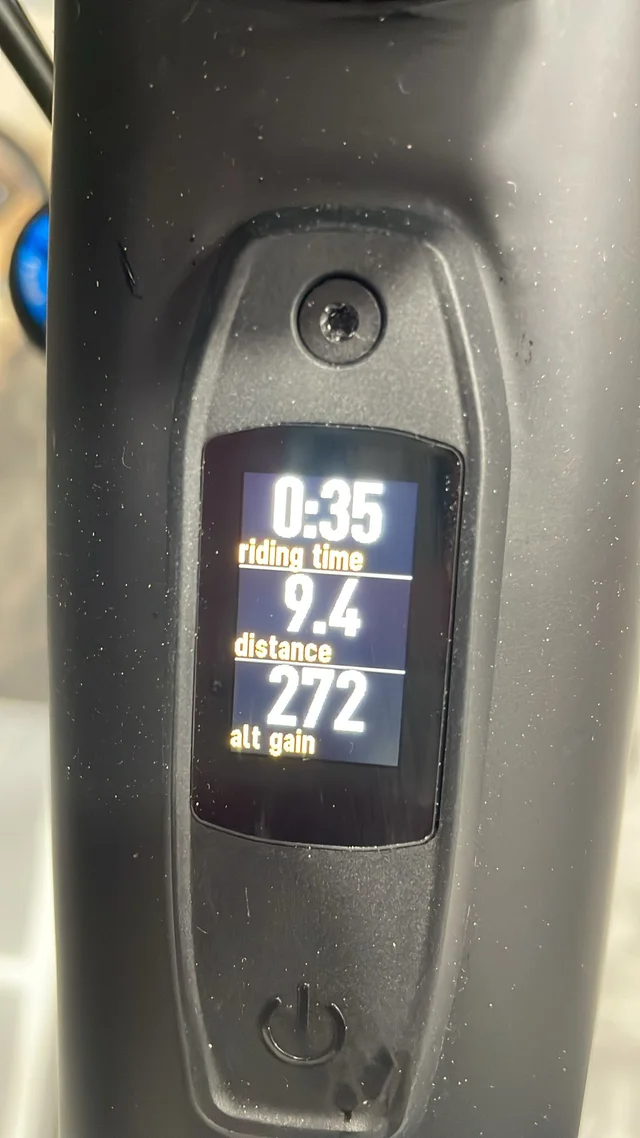 0:35
riding time
9.4
distance
272
alt gain